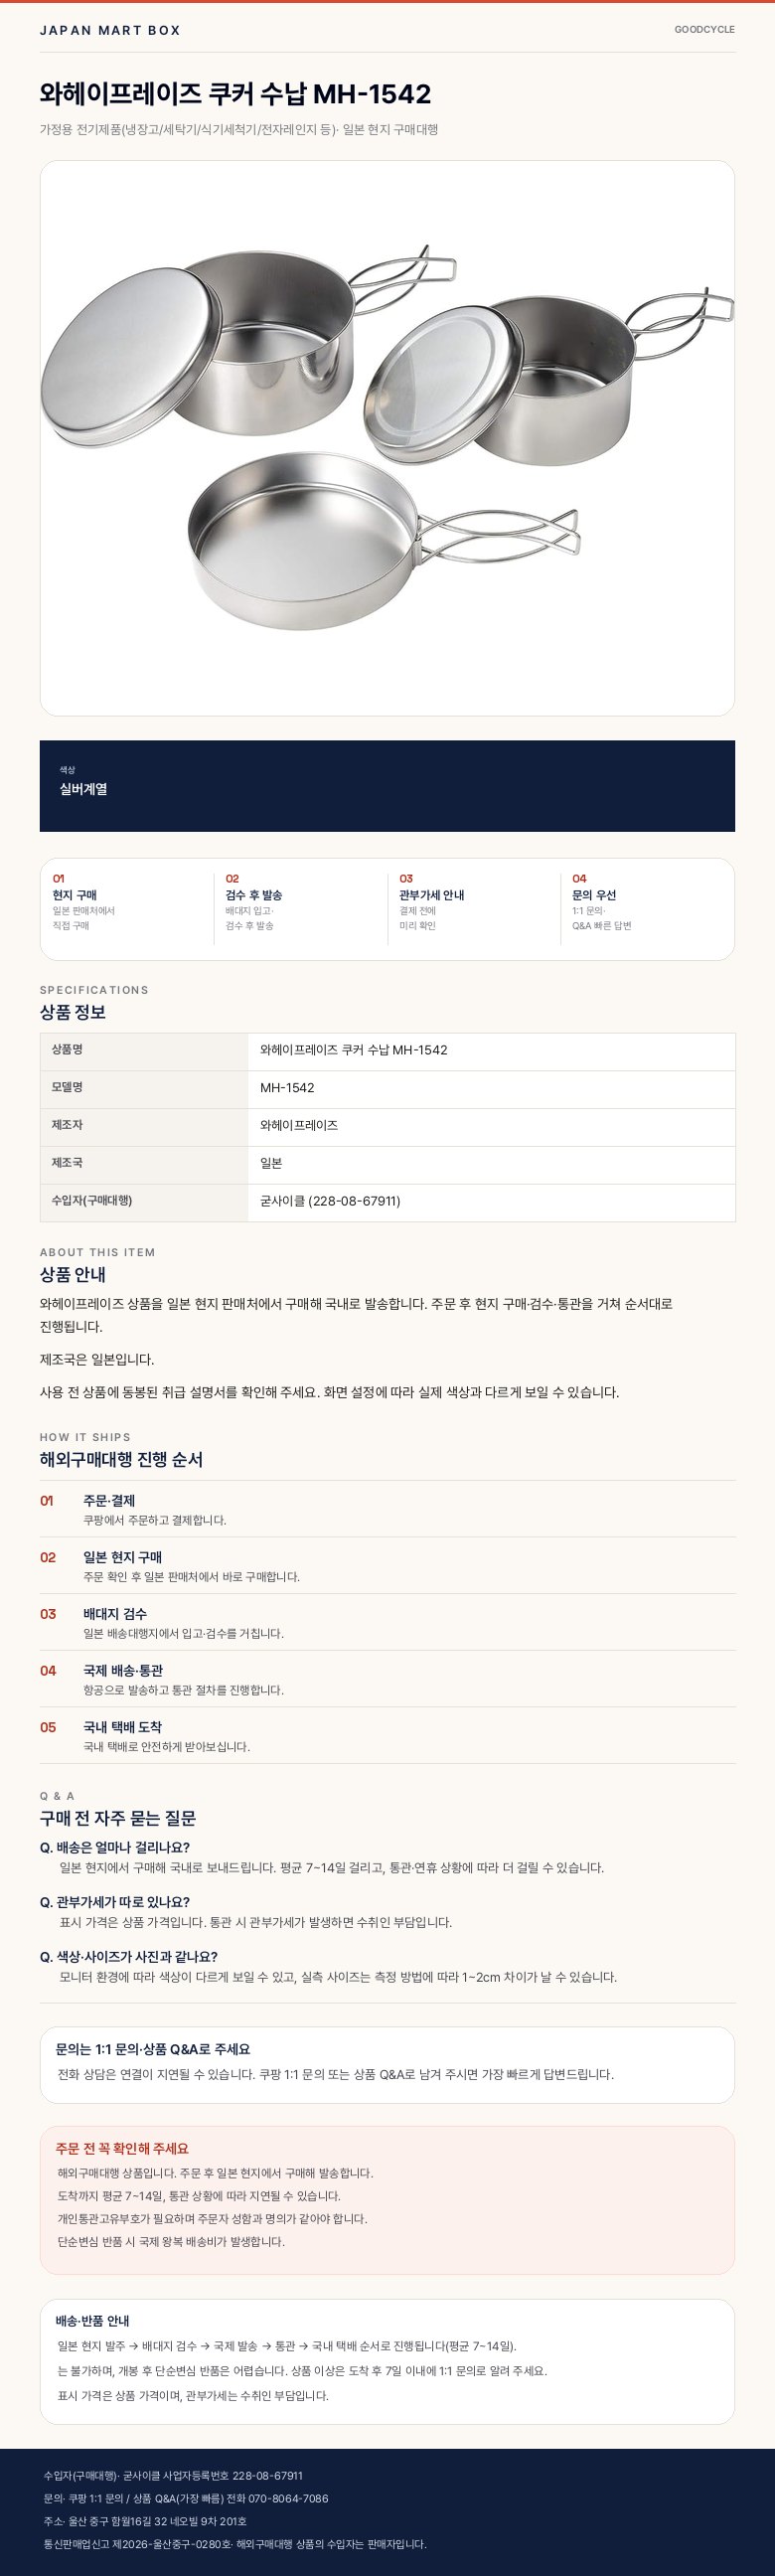 JAPAN MART BOX
GOODCYCLE
와헤이프레이즈 쿠커 수납 MH-1542
가정용 전기제품(냉장고/세탁기/식기세척기/전자레인지 등)· 일본 현지 구매대행
색상
실버계열
01
현지 구매
일본 판매처에서
직접 구매
02
검수 후 발송
배대지 입고·
검수 후 발송
03
관부가세 안내
결제 전에
미리 확인
04
문의 우선
1:1 문의·
Q&A 빠른 답변
SPECIFICATIONS
상품 정보
상품명 와헤이프레이즈 쿠커 수납 MH-1542
모델명 MH-1542
제조자 와헤이프레이즈
제조국 일본
수입자(구매대행) 굳사이클 (228-08-67911)
ABOUT THIS ITEM
상품 안내
와헤이프레이즈 상품을 일본 현지 판매처에서 구매해 국내로 발송합니다. 주문 후 현지 구매·검수·통관을 거쳐 순서대로
진행됩니다.
제조국은 일본입니다.
사용 전 상품에 동봉된 취급 설명서를 확인해 주세요. 화면 설정에 따라 실제 색상과 다르게 보일 수 있습니다.
HOW IT SHIPS
해외구매대행 진행 순서
01 주문·결제
쿠팡에서 주문하고 결제합니다.
02 일본 현지 구매
주문 확인 후 일본 판매처에서 바로 구매합니다.
03 배대지 검수
일본 배송대행지에서 입고·검수를 거칩니다.
04 국제 배송·통관
항공으로 발송하고 통관 절차를 진행합니다.
05 국내 택배 도착
국내 택배로 안전하게 받아보십니다.
Q & A
구매 전 자주 묻는 질문
Q. 배송은 얼마나 걸리나요?
일본 현지에서 구매해 국내로 보내드립니다. 평균 7~14일 걸리고, 통관·연휴 상황에 따라 더 걸릴 수 있습니다.
Q. 관부가세가 따로 있나요?
표시 가격은 상품 가격입니다. 통관 시 관부가세가 발생하면 수취인 부담입니다.
Q. 색상·사이즈가 사진과 같나요?
모니터 환경에 따라 색상이 다르게 보일 수 있고, 실측 사이즈는 측정 방법에 따라 1~2cm 차이가 날 수 있습니다.
문의는 1:1 문의·상품 Q&A로 주세요
전화 상담은 연결이 지연될 수 있습니다. 쿠팡 1:1 문의 또는 상품 Q&A로 남겨 주시면 가장 빠르게 답변드립니다.
주문 전 꼭 확인해 주세요
해외구매대행 상품입니다. 주문 후 일본 현지에서 구매해 발송합니다.
도착까지 평균 7~14일, 통관 상황에 따라 지연될 수 있습니다.
개인통관고유부호가 필요하며 주문자 성함과 명의가 같아야 합니다.
단순변심 반품 시 국제 왕복 배송비가 발생합니다.
배송·반품 안내
일본 현지 발주 → 배대지 검수 → 국제 발송 → 통관 → 국내 택배 순서로 진행됩니다(평균 7~14일).
는 불가하며, 개봉 후 단순변심 반품은 어렵습니다. 상품 이상은 도착 후 7일 이내에 1:1 문의로 알려 주세요.
표시 가격은 상품 가격이며, 관부가세는 수취인 부담입니다.
수입자(구매대행)· 굳사이클 사업자등록번호 228-08-67911
문의· 쿠팡 1:1 문의 / 상품 Q&A(가장 빠름) 전화 070-8064-7086
주소· 울산 중구 함월16길 32 네오빌 9차 201호
통신판매업신고 제2026-울산중구-0280호· 해외구매대행 상품의 수입자는 판매자입니다.